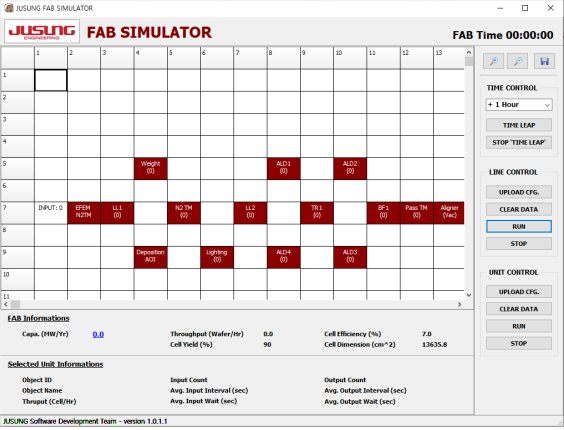 JUSUNG FAB SIMULATOR
JUSUNG
ENGINEERING
FAB SIMULATOR
FAB Time 00:00:00
1 2 3 4 5 6 7 8 9 10 11 12 13
1
2
3
4
5
Weight (0)
ALD1 (0)
ALD2 (0)
6
7
INPUT: 0
EFEM N2TM
LL1 (0)
N2 TM (0)
LL2 (0)
TR1 (0)
BF1 (0)
Pass TM (0)
Aligner (Vac)
8
9
Deposition AOI
Lighting (0)
ALD4 (0)
ALD3 (0)
10
11
TIME CONTROL
+ 1 Hour
TIME LEAP
STOP 'TIME LEAP'
LINE CONTROL
UPLOAD CFG.
CLEAR DATA
RUN
STOP
UNIT CONTROL
UPLOAD CFG.
CLEAR DATA
RUN
STOP
FAB Informations
Capa. (MW/Yr) 0.0 Throughput (Wafer/Hr) 0.0 Cell Efficiency (%) 7.0
Cell Yield (%) 90 Cell Dimension (cm^2) 13635.8
Selected Unit Informations
Object ID Input Count Output Count
Object Name Avg. Input Interval (sec) Avg. Output Interval (sec)
Thruput (Cell/Hr) Avg. Input Wait (sec) Avg. Output Wait (sec)
JUSUNG Software Development Team - version 1.0.1.1